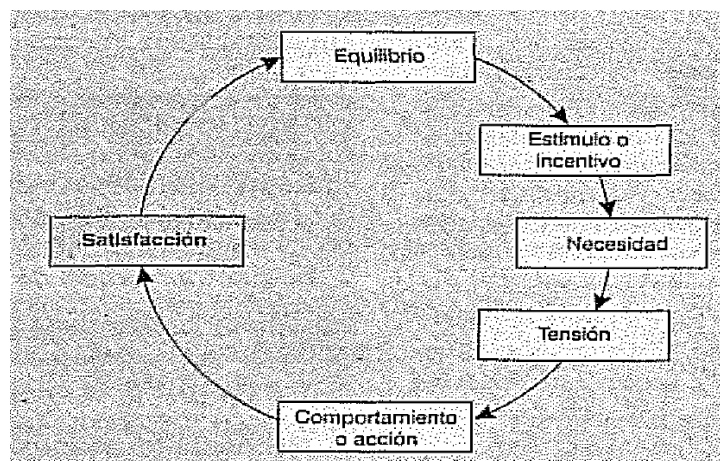 Equilibrio
Estímulo o
incentivo
Necesidad
Tensión
Comportamiento
o acción
Satisfacción